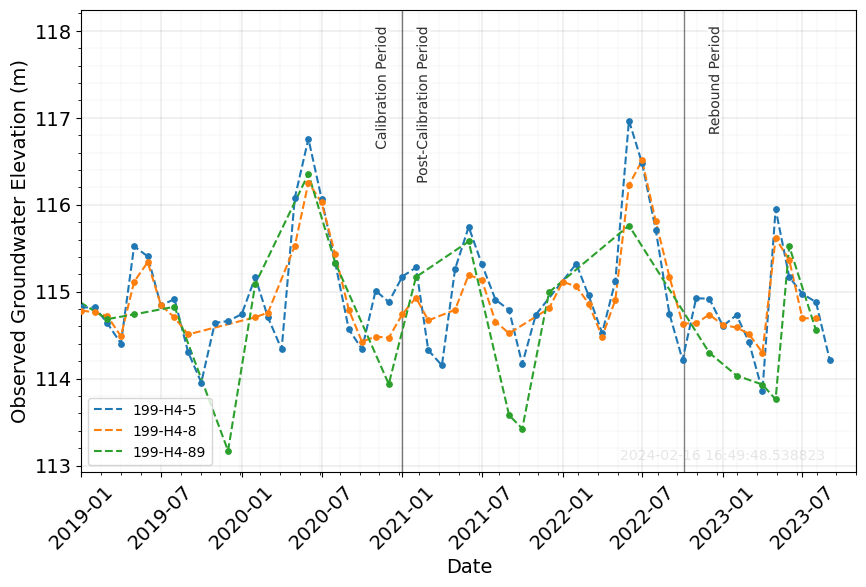 118
117
116
115
114
113
Observed Groundwater Elevation (m)
Calibration Period
Post-Calibration Period
Rebound Period
199-H4-5
199-H4-8
199-H4-89
2024-02-16 16:49:48.538823
2019-01
2019-07
2020-01
2020-07
2021-01
2021-07
2022-01
2022-07
2023-01
2023-07
Date